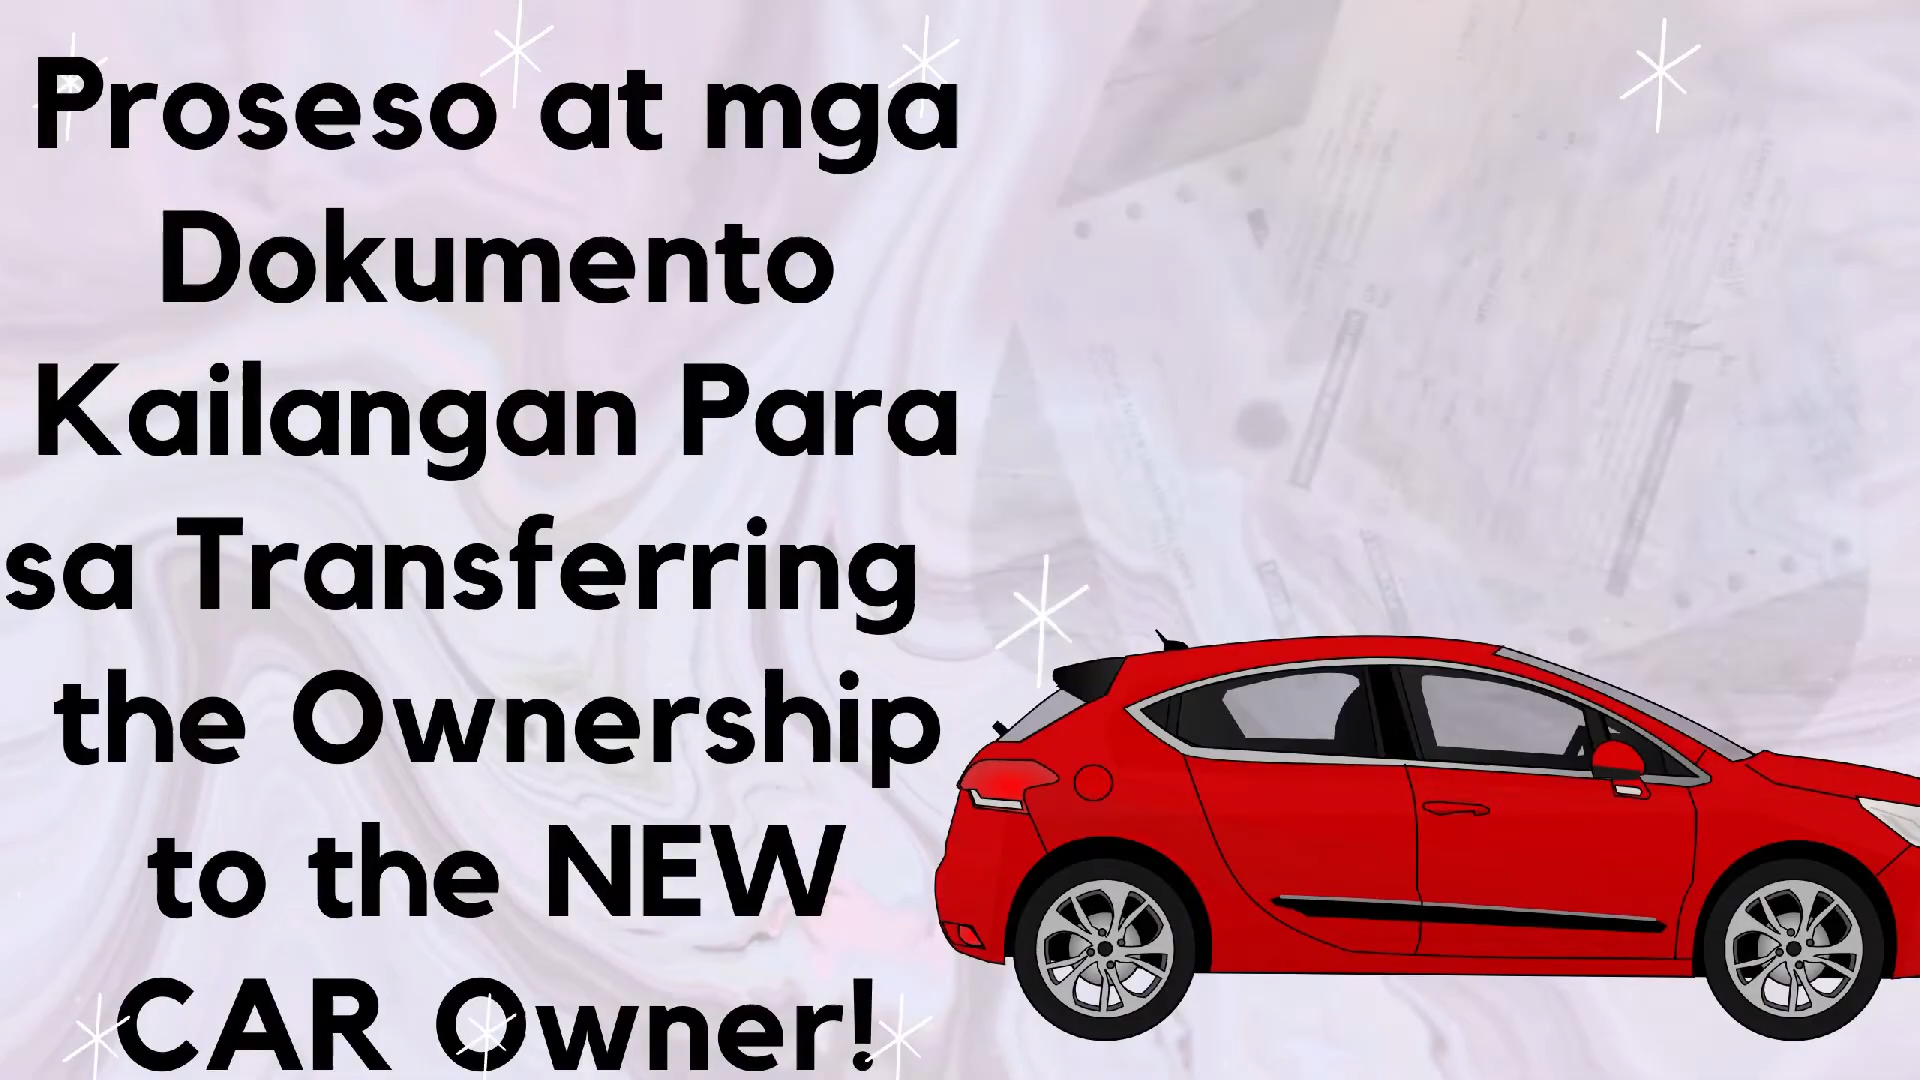 Proseso at mga
Dokumento
Kailangan Para
sa Transferring
the Ownership
to the NEW
CAR Owner!